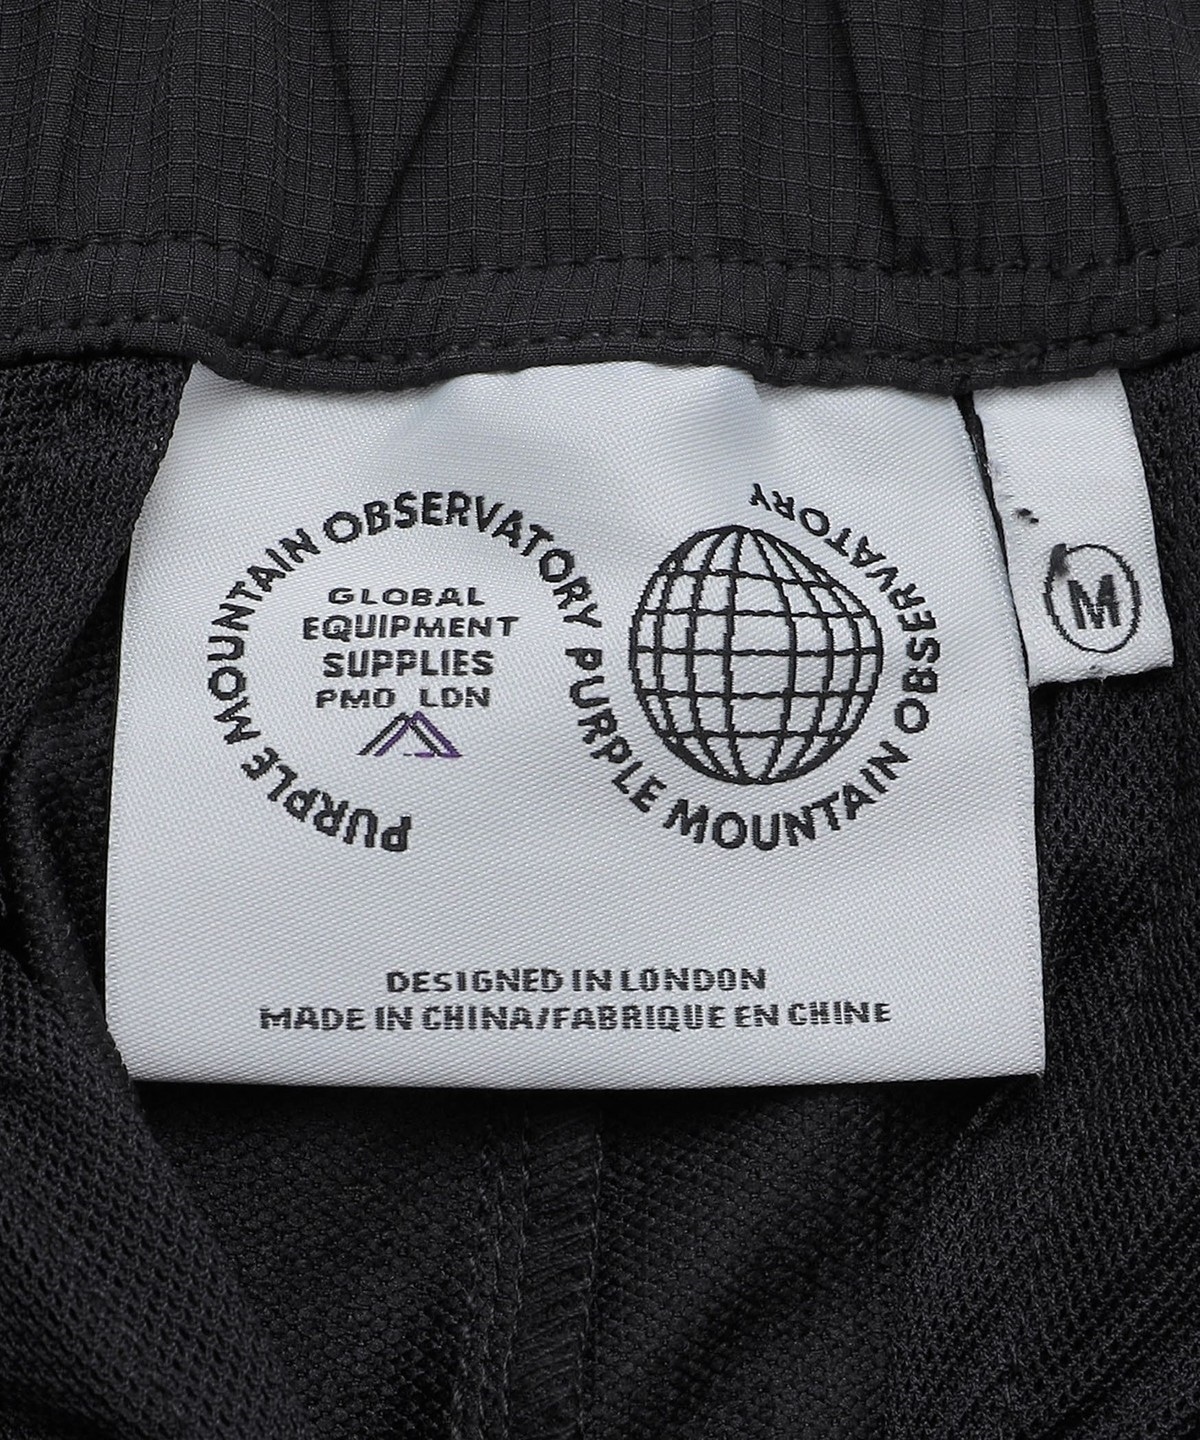 PURPLE MOUNTAIN OBSERVATORY PURPLE MOUNTAIN OBSERVATORY
GLOBAL
EQUIPMENT
SUPPLIES
PMO LDN
M
DESIGNED IN LONDON
MADE IN CHINA/FABRIQUE EN CHINE